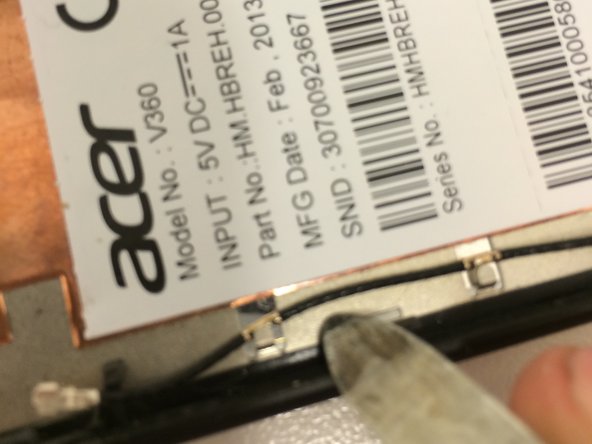 acer
Model No. : V360
INPUT : 5V DC⎓1A
Part No.:HM.HBREH.00
MFG Date : Feb , 2013
SNID : 30700923667
Series No. : HMHBREH